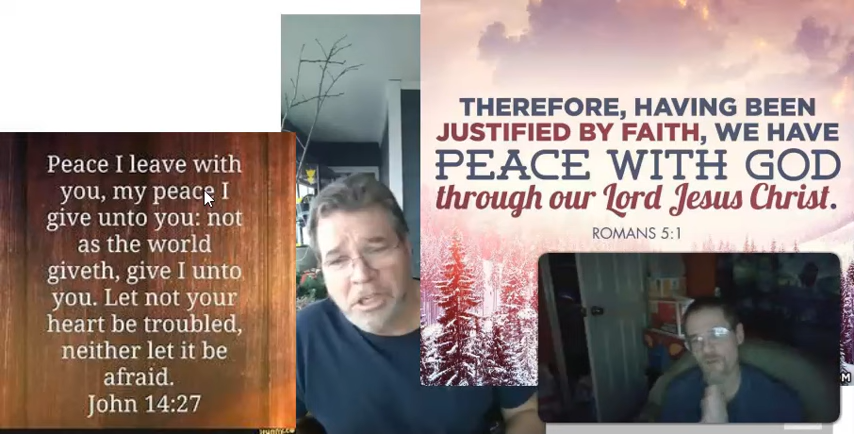 Peace I leave with
you, my peace I
give unto you: not
as the world
giveth, give I unto
you. Let not your
heart be troubled,
neither let it be
afraid.
John 14:27
THEREFORE, HAVING BEEN
JUSTIFIED BY FAITH, WE HAVE
PEACE WITH GOD
through our Lord Jesus Christ.
ROMANS 5:1